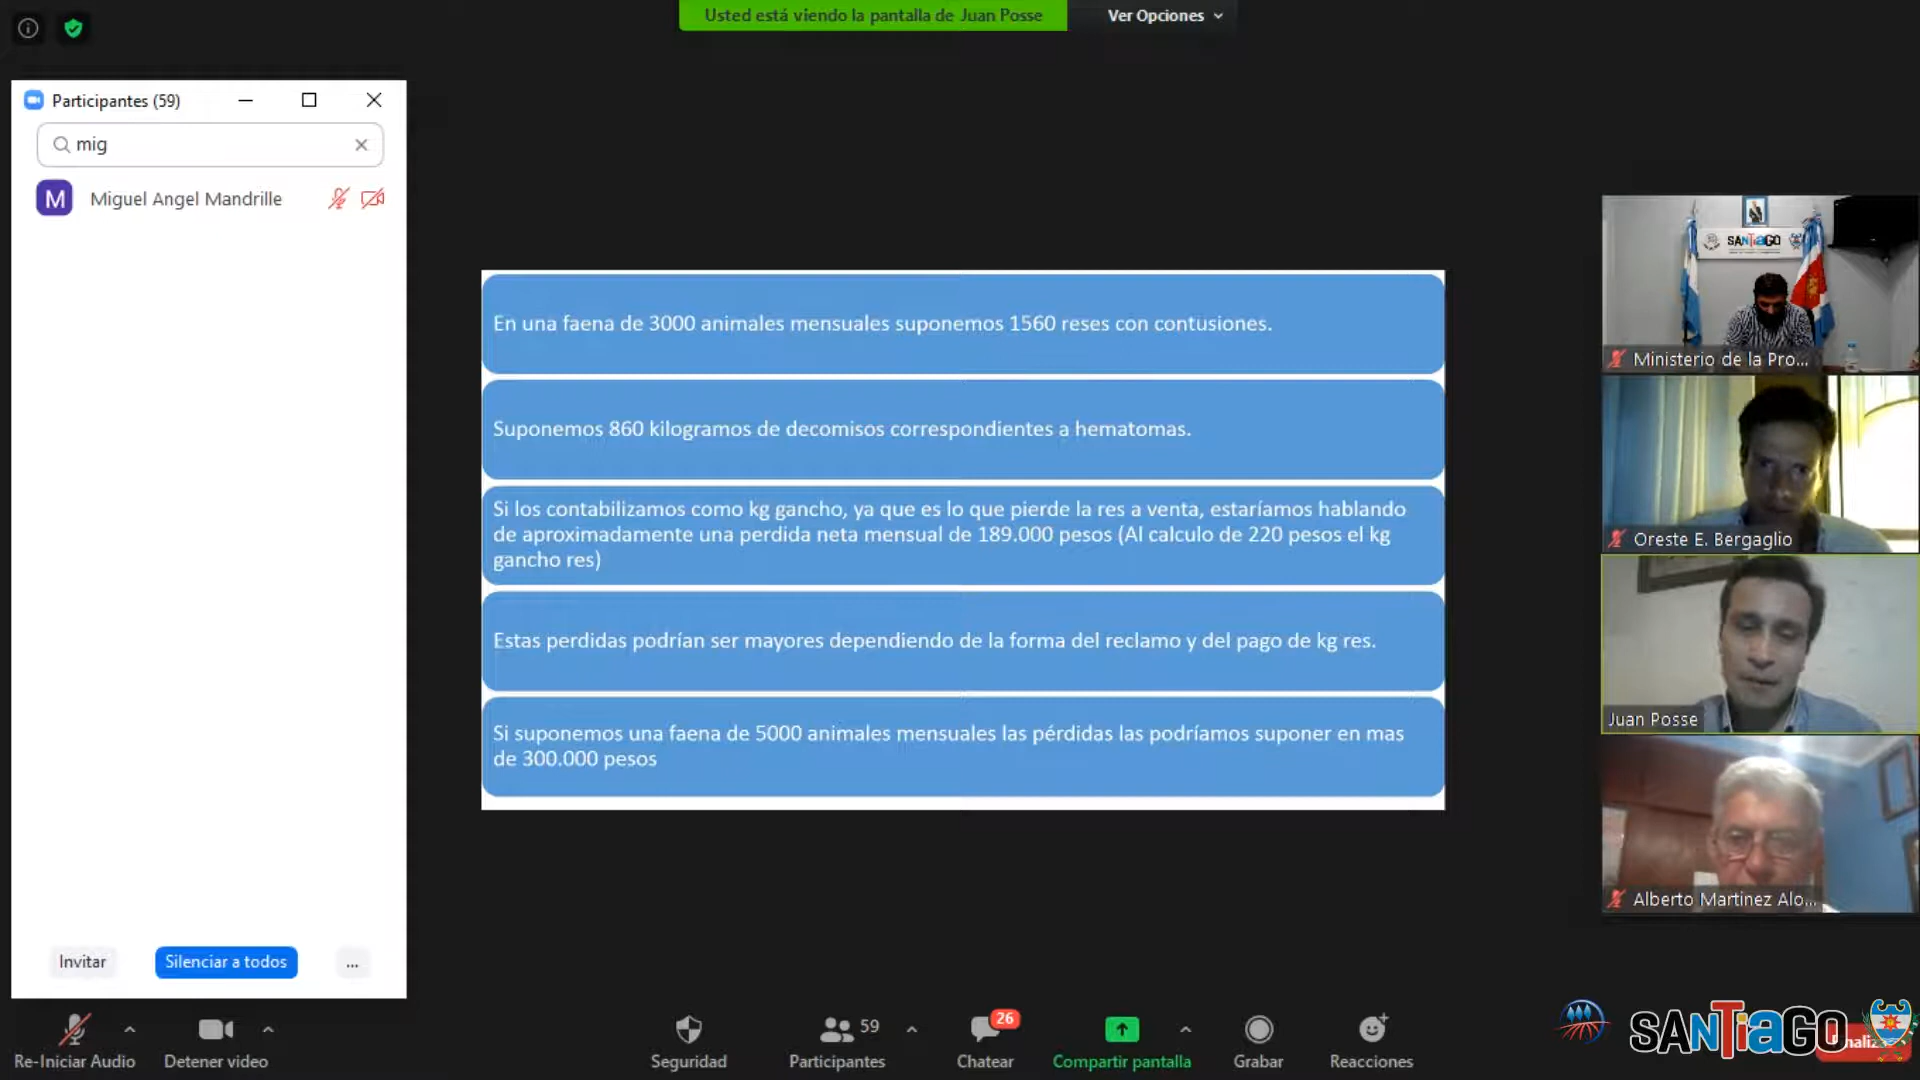 Usted está viendo la pantalla de Juan Posse
Ver Opciones
Participantes (59)
mig
M
Miguel Angel Mandrille
En una faena de 3000 animales mensuales suponemos 1560 reses con contusiones.
Suponemos 860 kilogramos de decomisos correspondientes a hematomas.
Si los contabilizamos como kg gancho, ya que es lo que pierde la res a venta, estaríamos hablando
de aproximadamente una perdida neta mensual de 189.000 pesos (Al calculo de 220 pesos el kg
gancho res)
Estas perdidas podrían ser mayores dependiendo de la forma del reclamo y del pago de kg res.
Si suponemos una faena de 5000 animales mensuales las pérdidas las podríamos suponer en mas
de 300.000 pesos
SANTIAGO
Ministerio de la Pro...
Oreste E. Bergaglio
Juan Posse
Alberto Martinez Alo...
Invitar
Silenciar a todos
...
Re-Iniciar Audio
Detener video
Seguridad
59
Participantes
26
Chatear
Compartir pantalla
Grabar
Reacciones
SANTIAGO